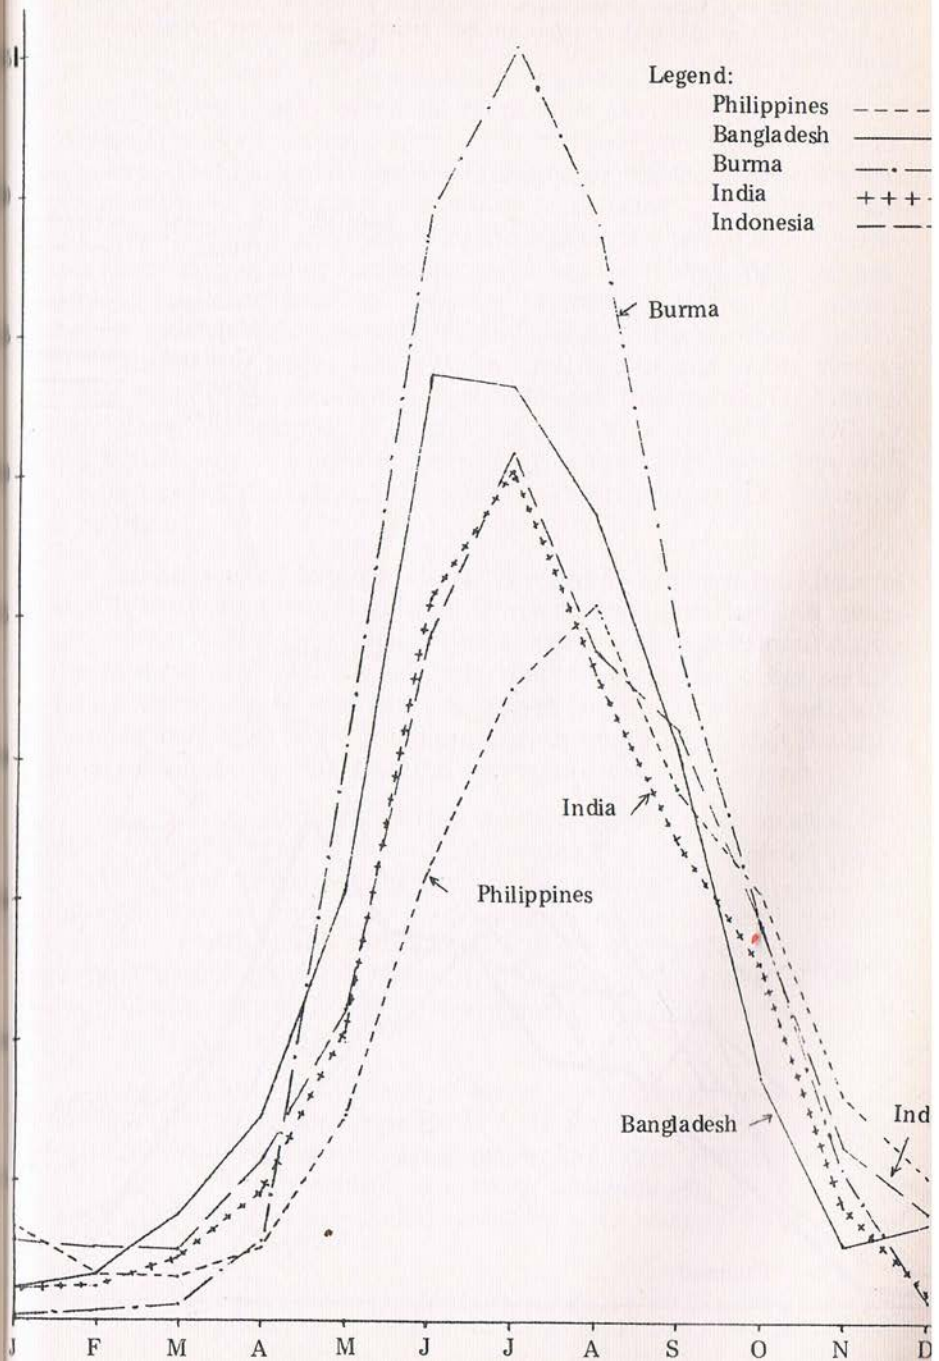 Legend:
Philippines
Bangladesh
Burma
India
Indonesia
Burma
India
Philippines
Bangladesh
Ind
J F M A M J J A S O N D